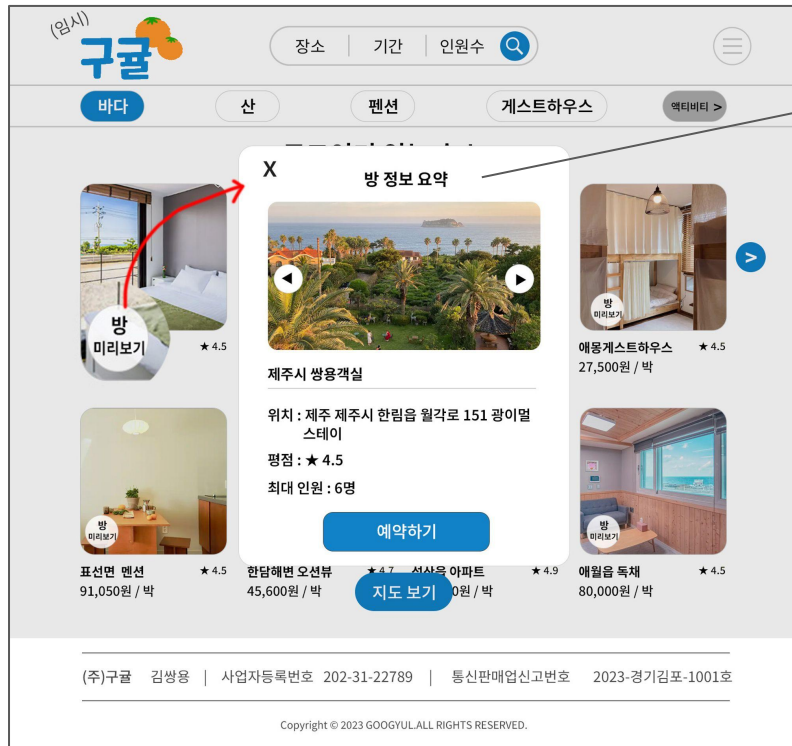 (임시)
구귤
장소 | 기간 | 인원수
바다 산 펜션 게스트하우스 액티비티 >
X
방 정보 요약
◀ ▶
>
방
미리보기
★ 4.5
방
미리보기
애몽게스트하우스 ★ 4.5
27,500원 / 박
제주시 쌍용객실
위치 : 제주 제주시 한림읍 월각로 151 광이멀
스테이
평점 : ★ 4.5
최대 인원 : 6명
예약하기
방
미리보기
표선면 멘션 ★ 4.5
91,050원 / 박
한담해변 오션뷰 ★ 4.7
45,600원 / 박
성산읍 아파트 ★ 4.9
0원 / 박
방
미리보기
애월읍 독채 ★ 4.5
80,000원 / 박
지도 보기
(주)구귤 김쌍용 | 사업자등록번호 202-31-22789 | 통신판매업신고번호 2023-경기김포-1001호
Copyright © 2023 GOOGYUL.ALL RIGHTS RESERVED.